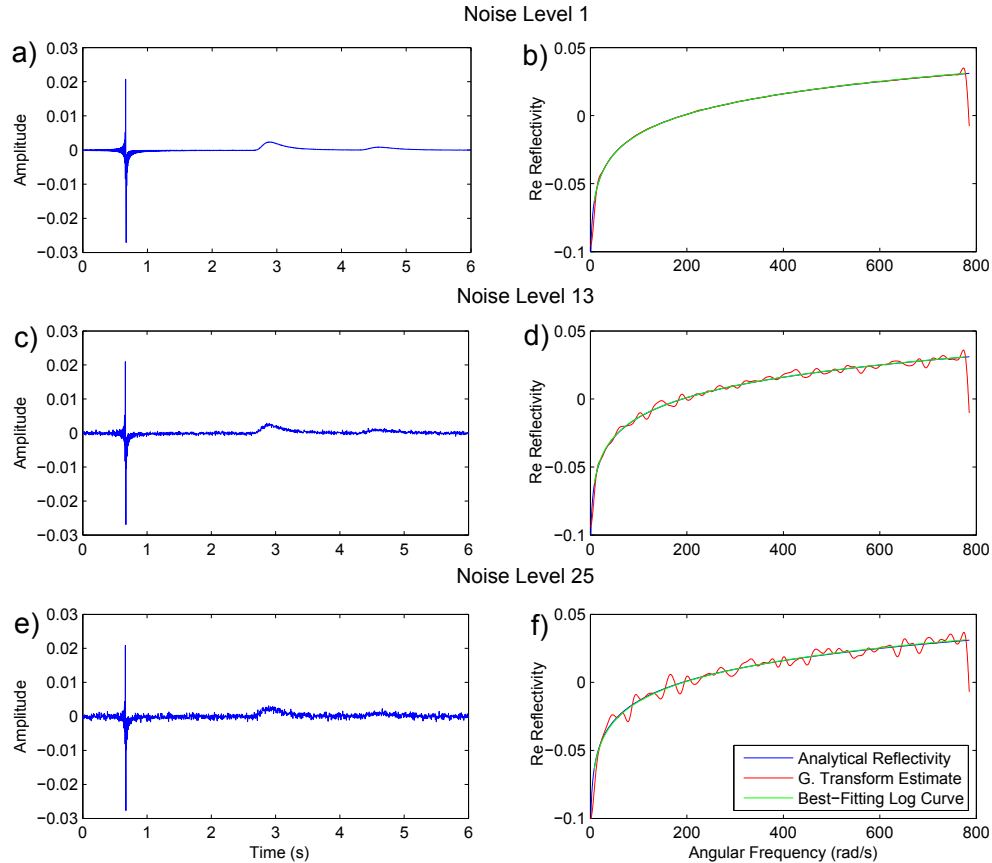 Noise Level 1
a)
0.03
0.02
0.01
0
−0.01
−0.02
−0.03
Amplitude
0 1 2 3 4 5 6
b)
0.05
0
−0.05
−0.1
Re Reflectivity
0 200 400 600 800
Noise Level 13
c)
0.03
0.02
0.01
0
−0.01
−0.02
−0.03
Amplitude
0 1 2 3 4 5 6
d)
0.05
0
−0.05
−0.1
Re Reflectivity
0 200 400 600 800
Noise Level 25
e)
0.03
0.02
0.01
0
−0.01
−0.02
−0.03
Amplitude
0 1 2 3 4 5 6
Time (s)
f)
0.05
0
−0.05
−0.1
Re Reflectivity
Analytical Reflectivity
G. Transform Estimate
Best−Fitting Log Curve
0 200 400 600 800
Angular Frequency (rad/s)